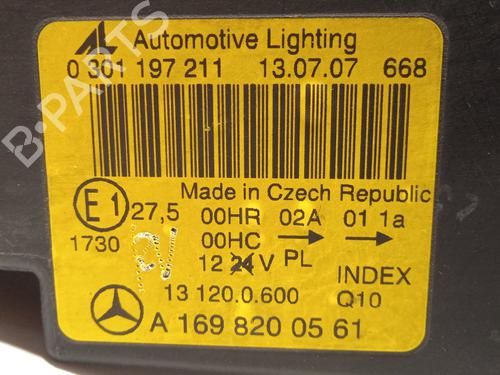 Automotive Lighting
0 301 197 211 13.07.07 668
Made in Czech Republic
E1 27,5 00HR 02A 01 1a
1730 00HC → →
12 24 V PL
INDEX
13 120.0.600 Q10
A 169 820 05 61
B-PARTS